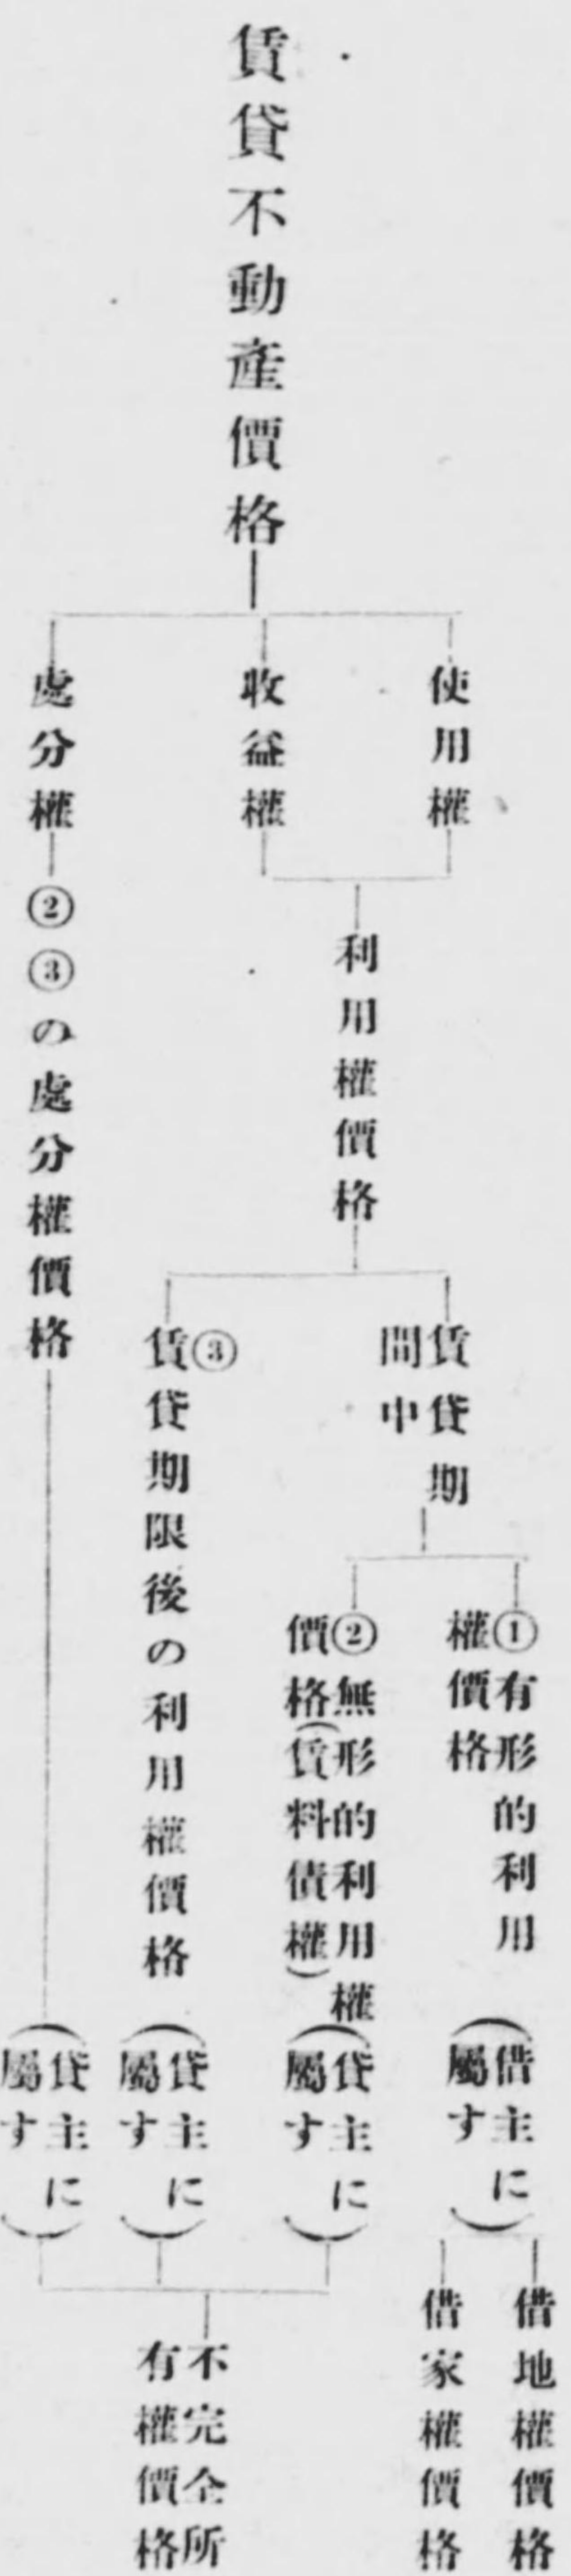 賃貸不動產價格
使用權
收益權
處分權
②③の處分權價格
利用權價格
賃貸期
間中
③
賃貸期限後の利用權價格
①有形的利用
權價格
②無形的利用權
價格(賃料債權)
(借主に
屬す)
(貸主に
屬す)
(貸主に
屬す)
(貸主に
屬す)
借地權價格
借家權價格
不完全所
有權價格